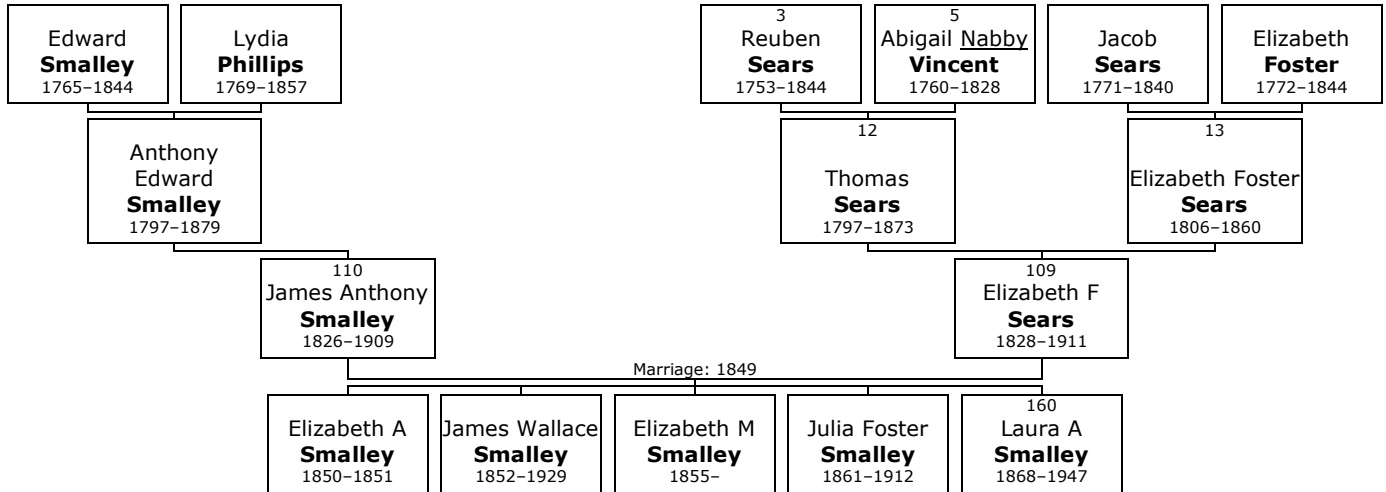 Edward
Smalley
1765–1844
Lydia
Phillips
1769–1857
3
Reuben
Sears
1753–1844
5
Abigail Nabby
Vincent
1760–1828
Jacob
Sears
1771–1840
Elizabeth
Foster
1772–1844
Anthony
Edward
Smalley
1797–1879
12
Thomas
Sears
1797–1873
13
Elizabeth Foster
Sears
1806–1860
110
James Anthony
Smalley
1826–1909
109
Elizabeth F
Sears
1828–1911
Marriage: 1849
Elizabeth A
Smalley
1850–1851
James Wallace
Smalley
1852–1929
Elizabeth M
Smalley
1855–
Julia Foster
Smalley
1861–1912
160
Laura A
Smalley
1868–1947